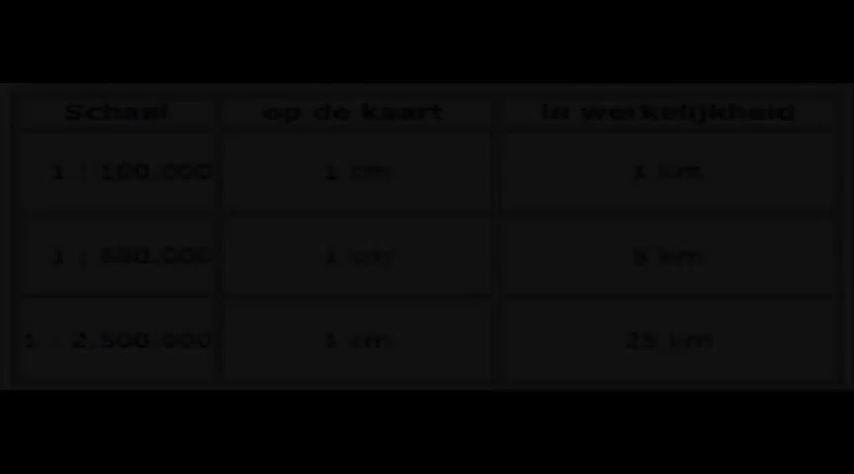 Schaal op de kaart in werkelijkheid
1 : 100.000 1 cm 1 km
1 : 500.000 1 cm 5 km
1 : 2.500.000 1 cm 25 km